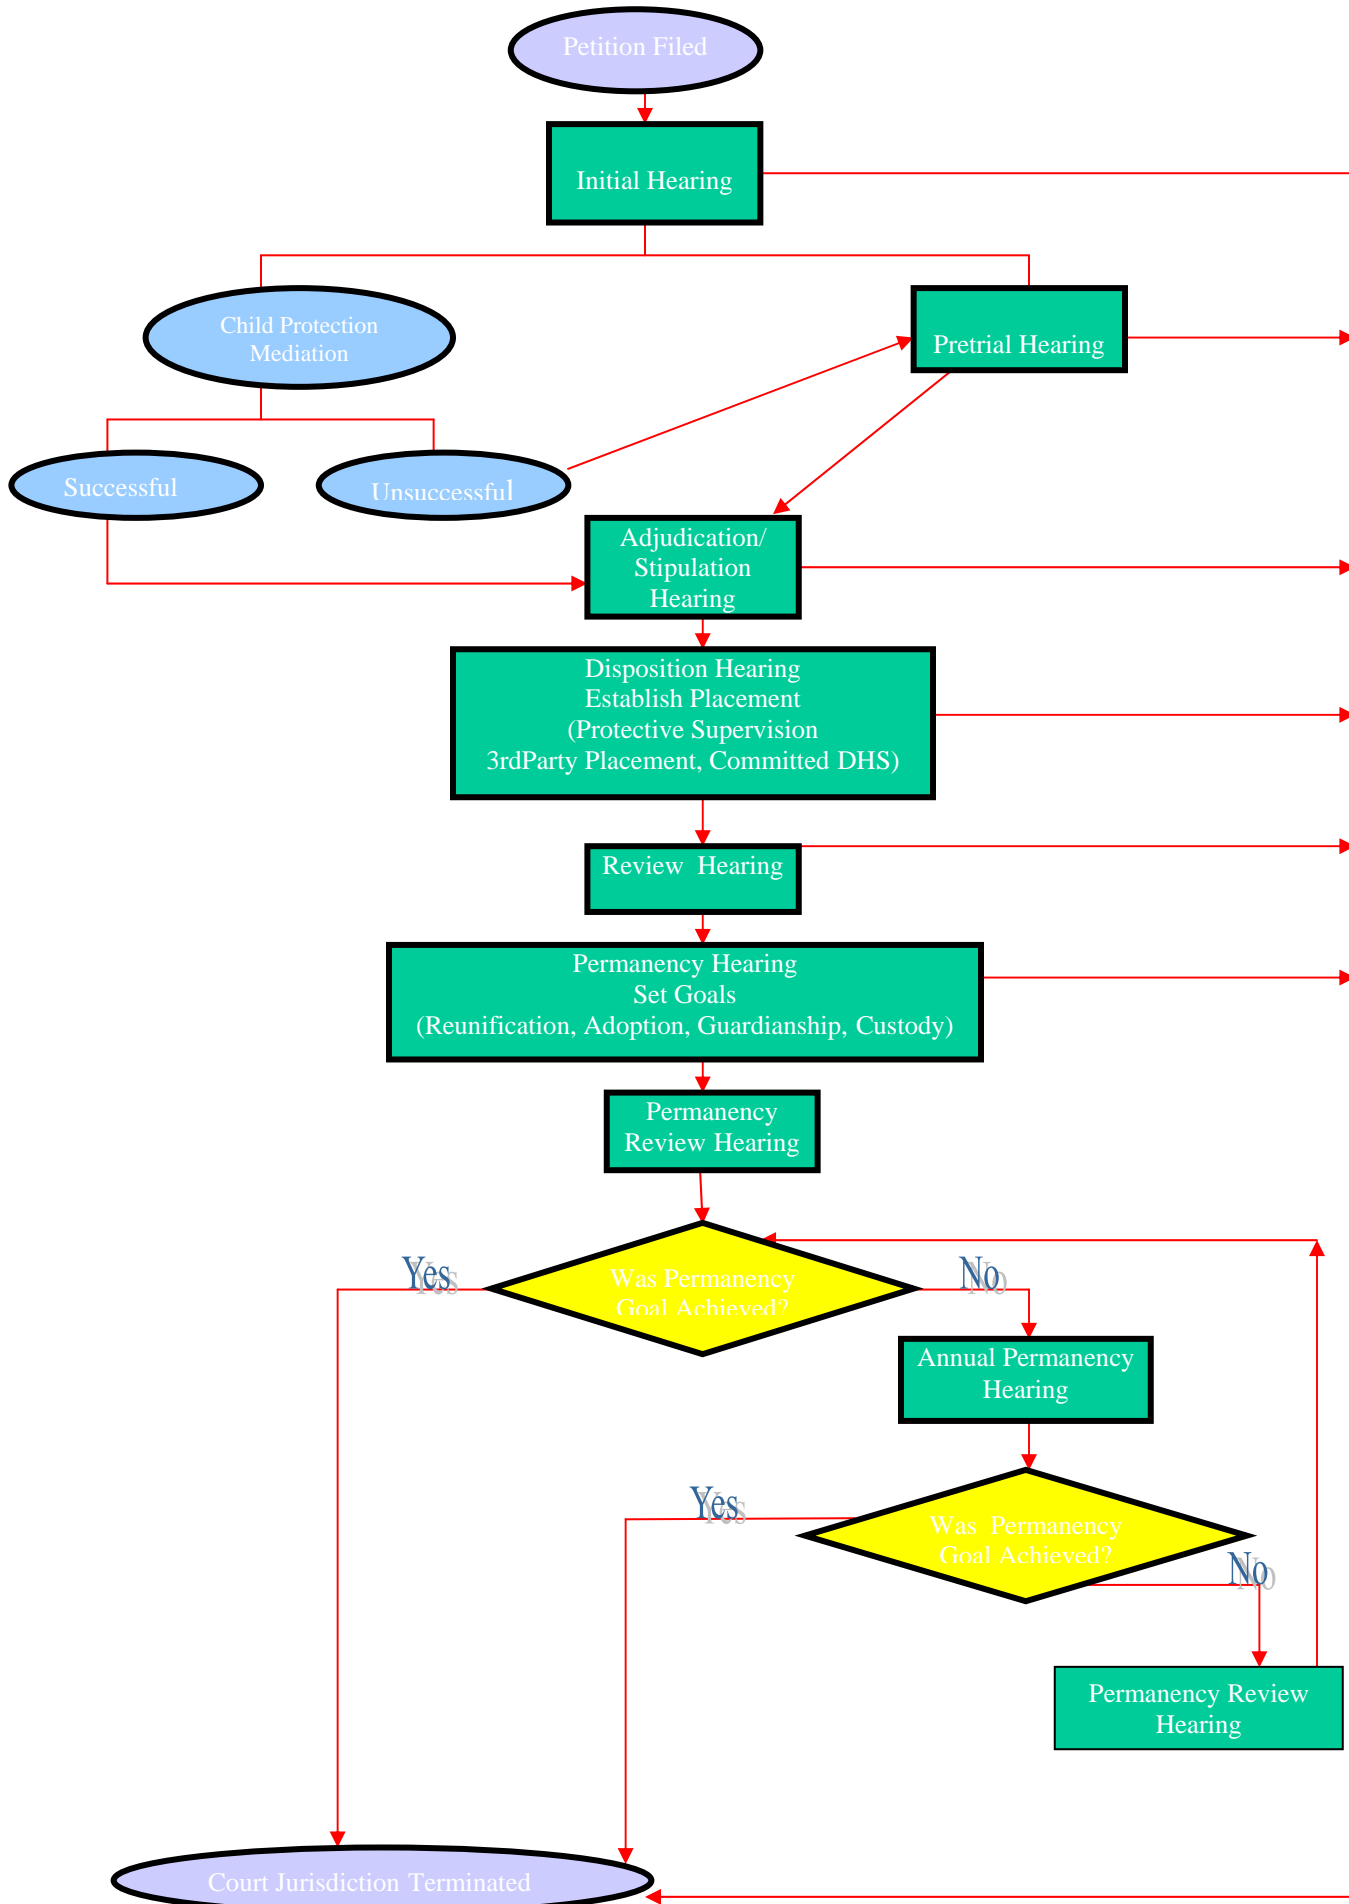 Petition Filed
Initial Hearing
Child Protection
Mediation
Pretrial Hearing
Successful
Unsuccessful
Adjudication/
Stipulation
Hearing
Disposition Hearing
Establish Placement
(Protective Supervision
3rdParty Placement, Committed DHS)
Review Hearing
Permanency Hearing
Set Goals
(Reunification, Adoption, Guardianship, Custody)
Permanency
Review Hearing
Yes
Was Permanency
Goal Achieved?
No
Annual Permanency
Hearing
Yes
Was Permanency
Goal Achieved?
No
Permanency Review
Hearing
Court Jurisdiction Terminated